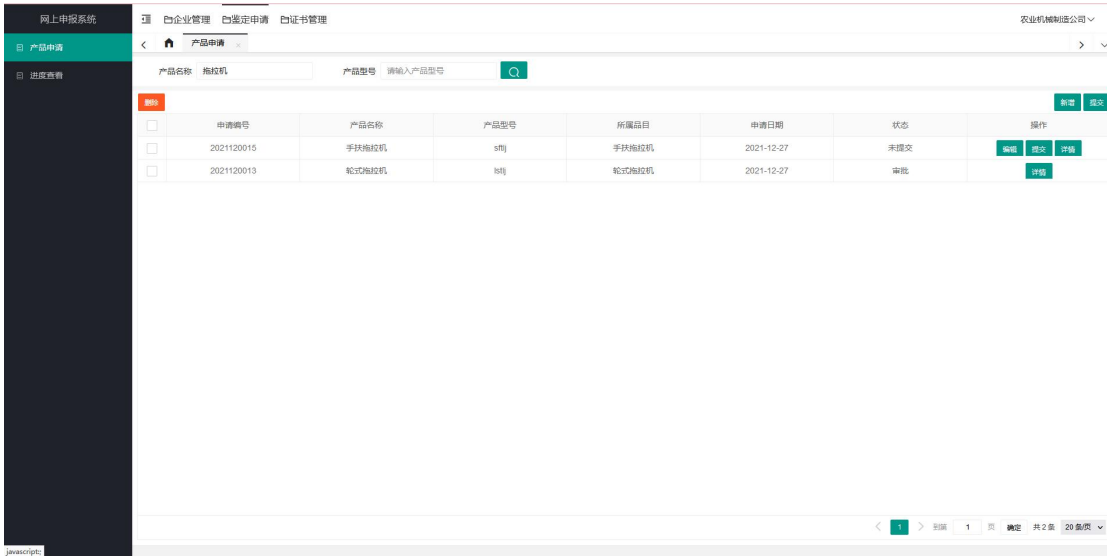 网上申报系统 企业管理 鉴定申请 证书管理 农业机械制造公司
产品申请 产品申请
进度查看 产品名称 拖拉机 产品型号 请输入产品型号
删除 新增 提交
申请编号 产品名称 产品型号 所属品目 申请日期 状态 操作
2021120015 手扶拖拉机 sftlj 手扶拖拉机 2021-12-27 未提交 编辑 提交 详情
2021120013 轮式拖拉机 lstlj 轮式拖拉机 2021-12-27 审批 详情
1 到第 1 页 确定 共 2 条 20 条/页
javascript:;